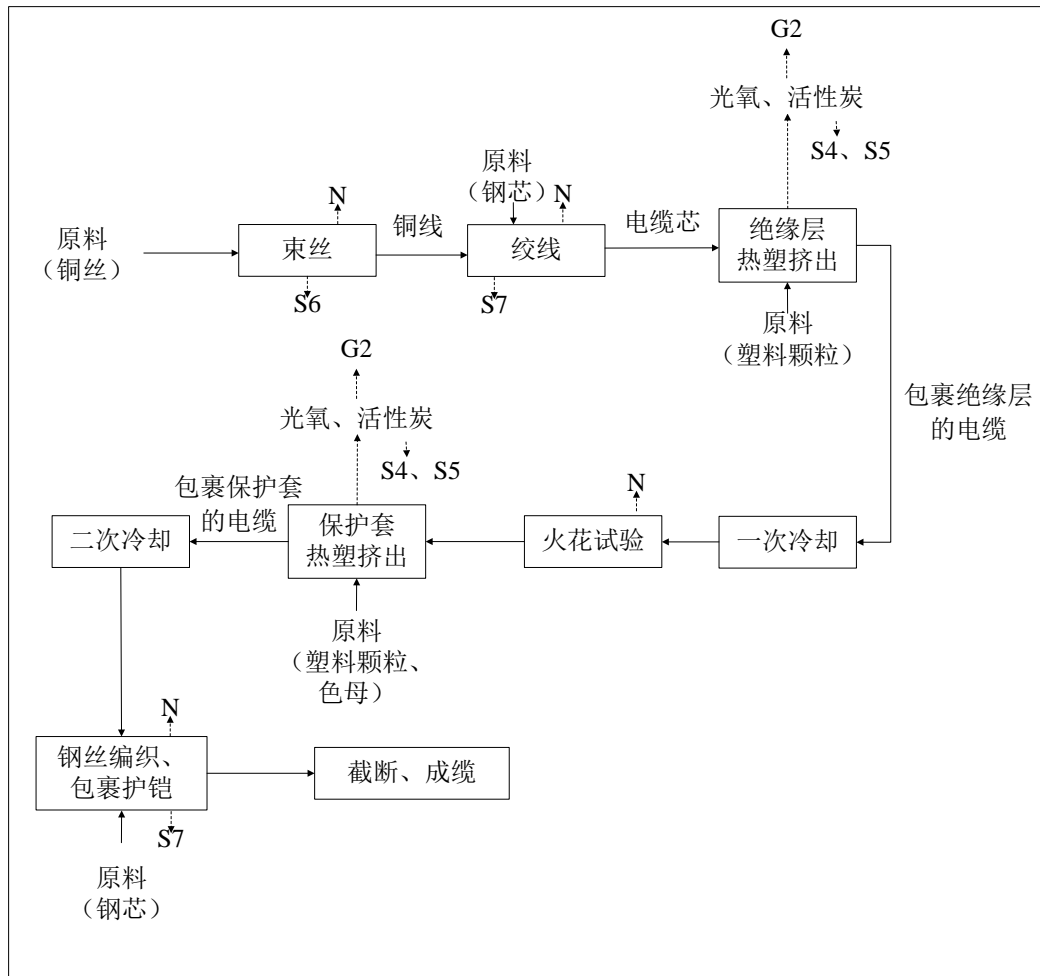 G2
光氧、活性炭
S4、S5
原料
（钢芯）
N
N
铜线
电缆芯
原料
（铜丝）
束丝
绞线
绝缘层
热塑挤出
S6
S7
原料
（塑料颗粒）
包裹绝缘层
的电缆
G2
光氧、活性炭
S4、S5
包裹保护套
的电缆
N
二次冷却
保护套
热塑挤出
火花试验
一次冷却
原料
（塑料颗粒、
色母）
N
钢丝编织、
包裹护铠
截断、成缆
S7
原料
（钢芯）